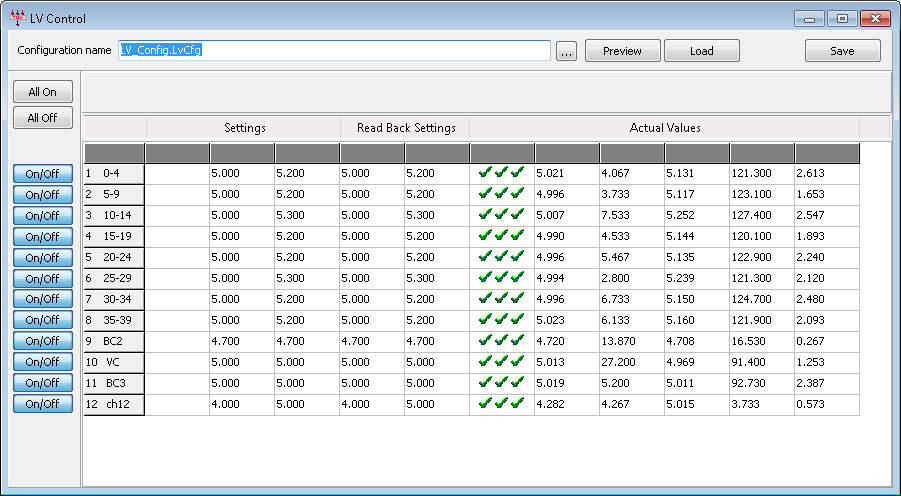 LV Control
Configuration name LV_Config.LvCfg ... Preview Load Save
All On
All Off
Settings Read Back Settings Actual Values
On/Off 1 0-4 5.000 5.200 5.000 5.200 5.021 4.067 5.131 121.300 2.613
On/Off 2 5-9 5.000 5.200 5.000 5.200 4.996 3.733 5.117 123.100 1.653
On/Off 3 10-14 5.000 5.300 5.000 5.300 5.007 7.533 5.252 127.400 2.547
On/Off 4 15-19 5.000 5.200 5.000 5.200 4.990 4.533 5.144 120.100 1.893
On/Off 5 20-24 5.000 5.200 5.000 5.200 4.996 5.467 5.135 122.900 2.240
On/Off 6 25-29 5.000 5.300 5.000 5.300 4.994 2.800 5.239 121.300 2.120
On/Off 7 30-34 5.000 5.200 5.000 5.200 4.996 6.733 5.150 124.700 2.480
On/Off 8 35-39 5.000 5.200 5.000 5.200 5.023 6.133 5.160 121.900 2.093
On/Off 9 BC2 4.700 4.700 4.700 4.700 4.720 13.870 4.708 16.530 0.267
On/Off 10 VC 5.000 5.000 5.000 5.000 5.013 27.200 4.969 91.400 1.253
On/Off 11 BC3 5.000 5.000 5.000 5.000 5.019 5.200 5.011 92.730 2.387
On/Off 12 ch12 4.000 5.000 4.000 5.000 4.282 4.267 5.015 3.733 0.573